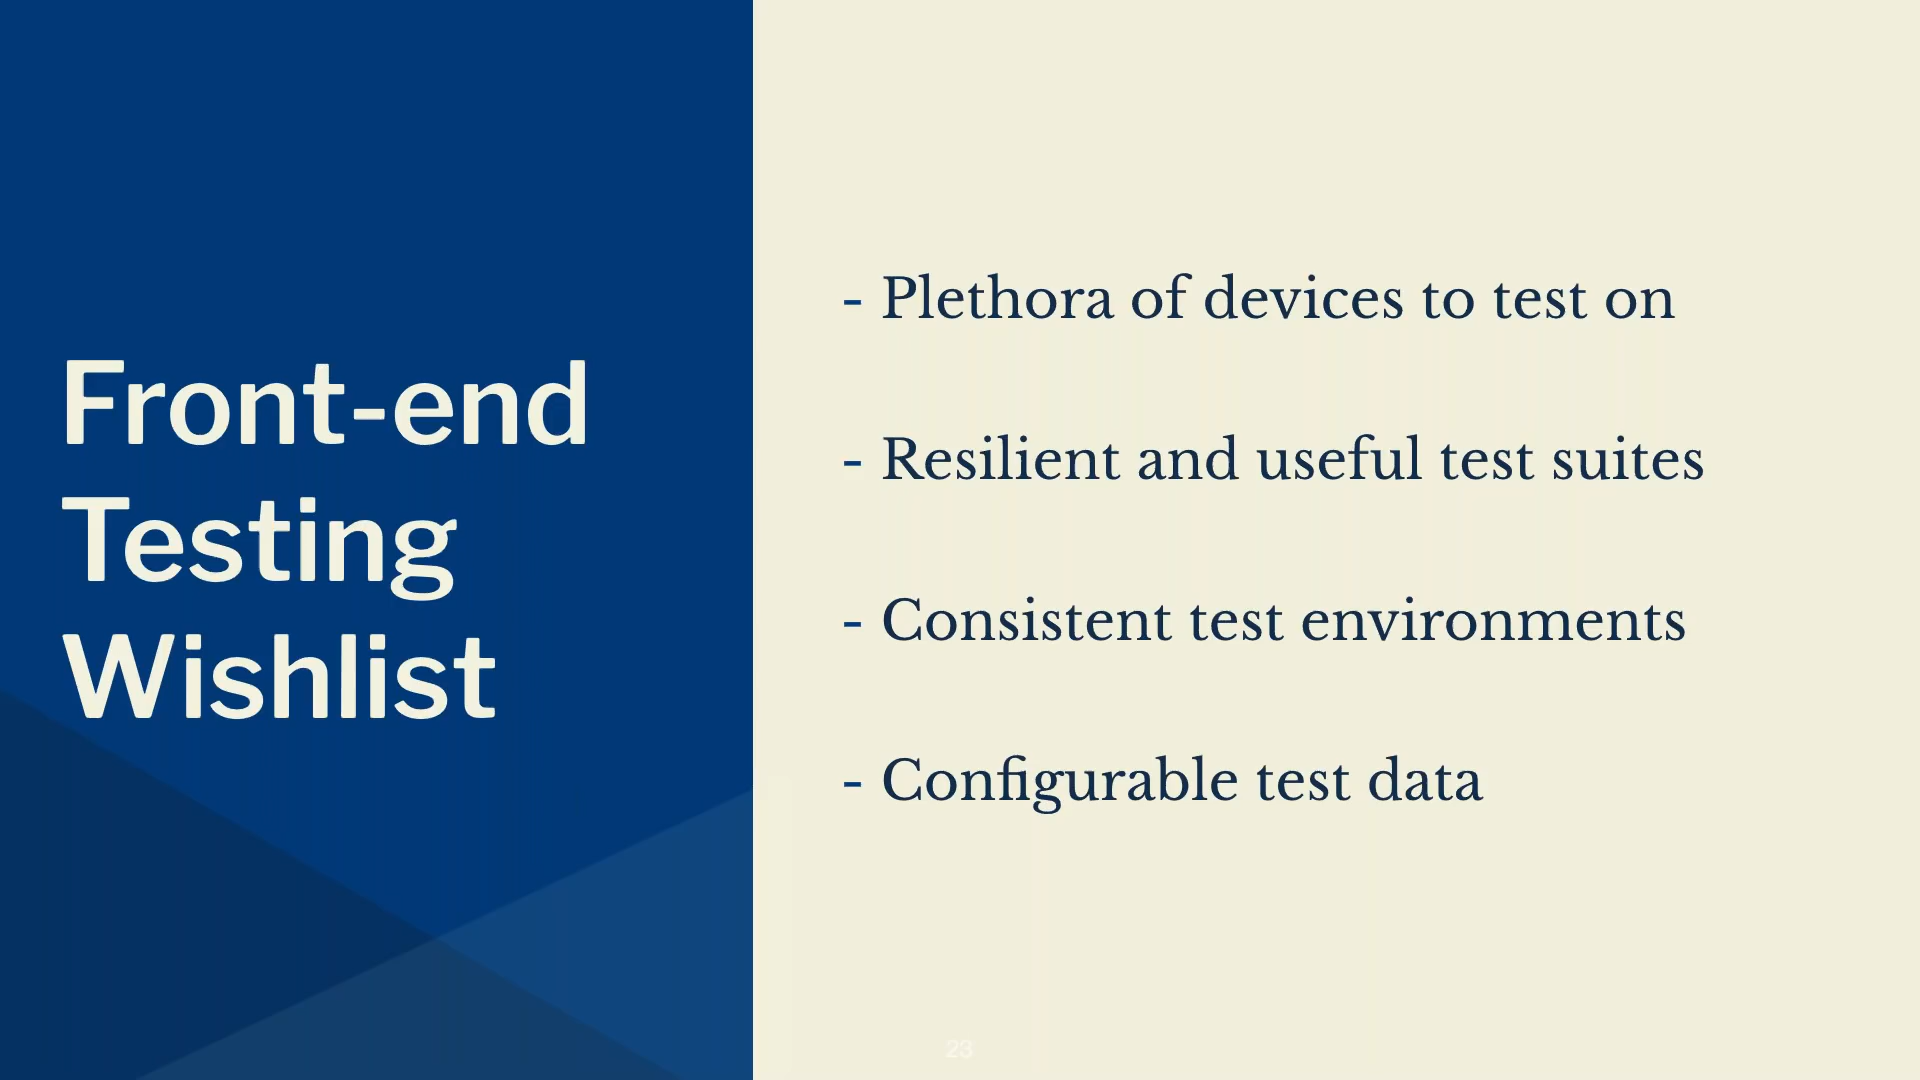 Front-end
Testing
Wishlist
- Plethora of devices to test on
- Resilient and useful test suites
- Consistent test environments
- Configurable test data
23